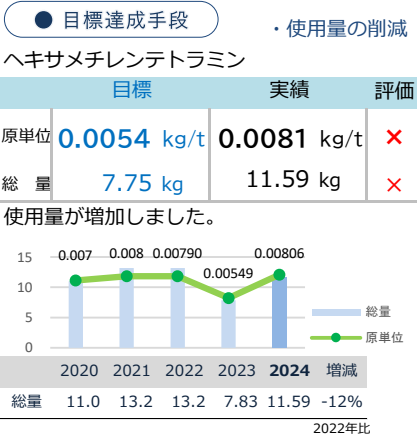 ● 目標達成手段
・使用量の削減
ヘキサメチレンテトラミン
目標 実績 評価
原単位 0.0054 kg/t 0.0081 kg/t ×
総 量 7.75 kg 11.59 kg ×
使用量が増加しました。
15 0.007 0.008 0.00790 0.00549 0.00806
10
5
0
総量
原単位
2020 2021 2022 2023 2024 増減
総量 11.0 13.2 13.2 7.83 11.59 -12%
2022年比